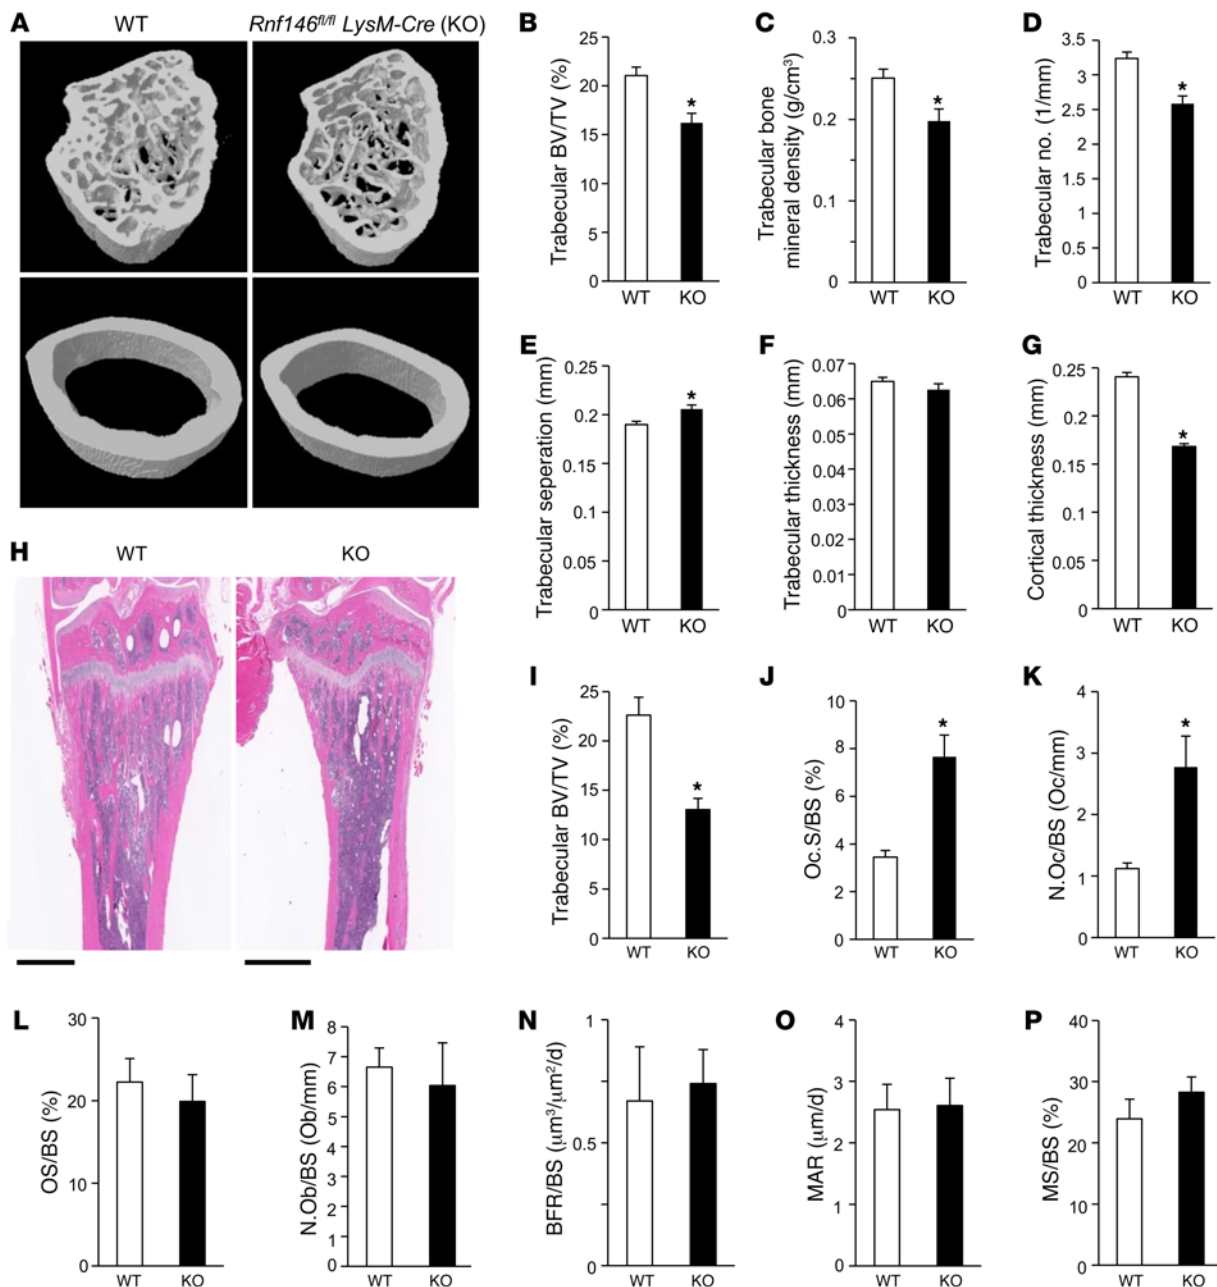 A
WT
Rnf146fl/fl LysM-Cre (KO)
B
Trabecular BV/TV (%)
25
20
15
10
5
0
*
WT KO
C
Trabecular bone
mineral density (g/cm³)
0.3
0.2
0.1
0
*
WT KO
D
Trabecular no. (1/mm)
3.5
3
2.5
2
1.5
1
0.5
0
*
WT KO
E
Trabecular seperation (mm)
0.25
0.2
0.15
0.1
0.05
0
*
WT KO
F
Trabecular thickness (mm)
0.07
0.06
0.05
0.04
0.03
0.02
0.01
0
WT KO
G
Cortical thickness (mm)
0.25
0.2
0.15
0.1
0.05
0
*
WT KO
H
WT
KO
I
Trabecular BV/TV (%)
25
20
15
10
5
0
*
WT KO
J
Oc.S/BS (%)
10
8
6
4
2
0
*
WT KO
K
N.Oc/BS (Oc/mm)
4
3
2
1
0
*
WT KO
L
OS/BS (%)
30
20
10
0
WT KO
M
N.Ob/BS (Ob/mm)
8
7
6
5
4
3
2
1
0
WT KO
N
BFR/BS (μm³/μm²/d)
1
0.5
0
WT KO
O
MAR (μm/d)
4
3
2
1
0
WT KO
P
MS/BS (%)
40
30
20
10
0
WT KO